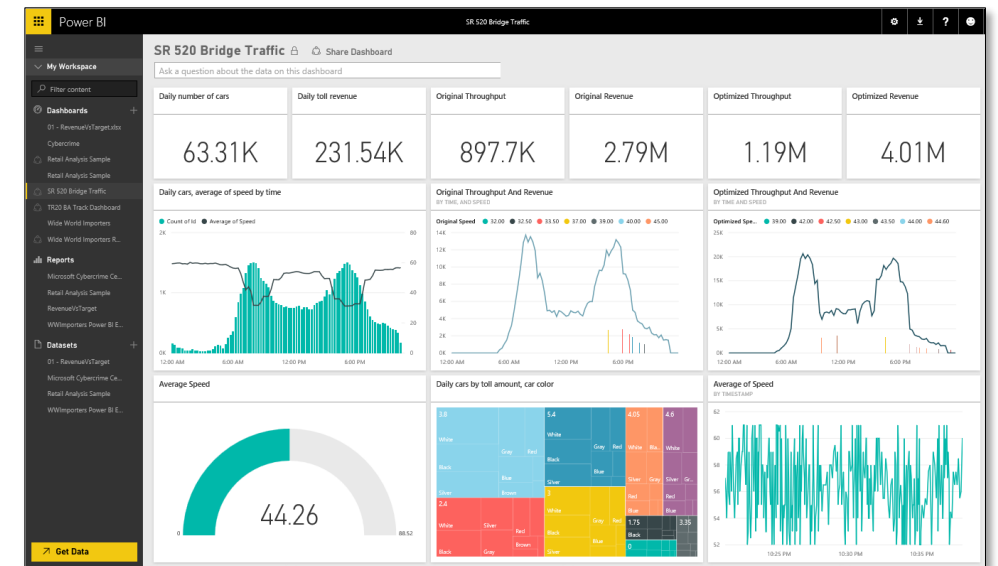 Power BI
SR 520 Bridge Traffic
?
My Workspace
Filter content
Dashboards +
01 - RevenueVsTarget.xlsx
Cybercrime
Retail Analysis Sample
Retail Analysis Sample
SR 520 Bridge Traffic
TR20 BA Track Dashboard
Wide World Importers
Wide World Importers R...
Reports
Microsoft Cybercrime Ce...
Retail Analysis Sample
RevenueVsTarget
WWImporters Power BI E...
Datasets +
01 - RevenueVsTarget
Microsoft Cybercrime Ce...
Retail Analysis Sample
WWImporters Power BI E...
Get Data
SR 520 Bridge Traffic Share Dashboard
Ask a question about the data on this dashboard
Daily number of cars
63.31K
Daily toll revenue
231.54K
Original Throughput
897.7K
Original Revenue
2.79M
Optimized Throughput
1.19M
Optimized Revenue
4.01M
Daily cars, average of speed by time
Count of Id Average of Speed
2K 80
60
1K 40
20
0K 0
12:00 AM 6:00 AM 12:00 PM 6:00 PM
Original Throughput And Revenue
BY TIME, AND SPEED
Original Speed 32.00 32.50 33.50 37.00 39.00 40.00 45.00
14K
12K
10K
8K
6K
4K
2K
0K
12:00 AM 6:00 AM 12:00 PM 6:00 PM
Optimized Throughput And Revenue
BY TIME AND SPEED
Optimized Spe... 39.00 42.00 42.50 43.00 43.50 44.00 44.60
25K
20K
15K
10K
5K
0K
12:00 AM 6:00 AM 12:00 PM 6:00 PM
Average Speed
44.26
0 88.52
Daily cars by toll amount, car color
3.6
White
Gray Red
Black
Blue
Silver Brown
5.4
White
Gray Red
Black
Blue
Silver
4.05
White Bla...
Silver Gray
Red
Blue
4.6
White
Silver Gr...
Red
Blue
2.4
White Silver
Red
Brown
Black Gray
3
White
Gray Red
Black
Blue
Silver
1.75
Black
3.35
0
Average of Speed
BY TIMESTAMP
62
60
58
56
54
52
10:25 PM 10:30 PM 10:35 PM